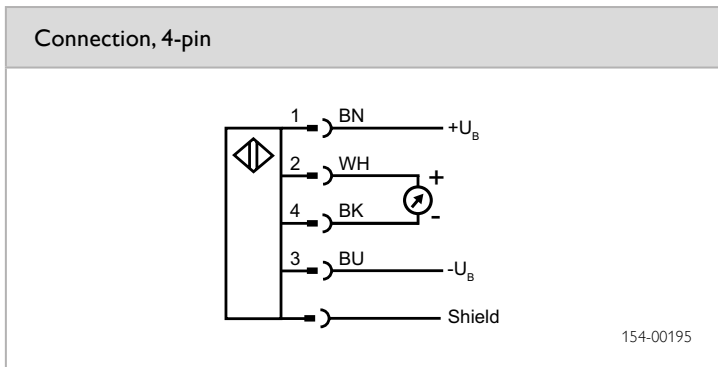 Connection, 4-pin
1 BN +U_B
2 WH +
4 BK -
3 BU -U_B
Shield
154-00195